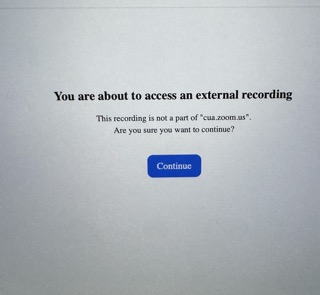 You are about to access an external recording
This recording is not a part of "cua.zoom.us".
Are you sure you want to continue?
Continue